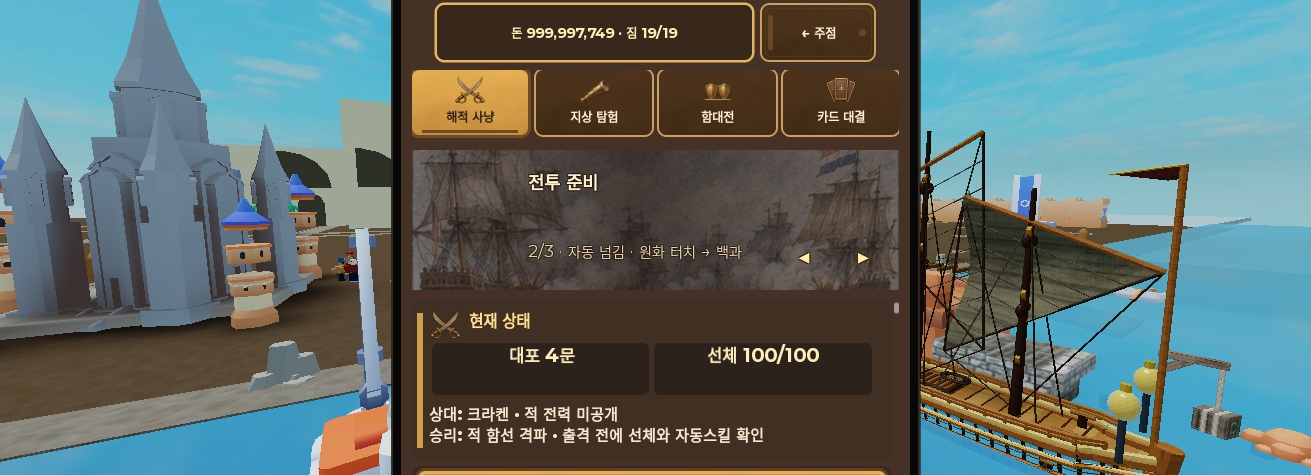 돈 999,997,749 · 짐 19/19
← 주점
해적 사냥
지상 탐험
함대전
카드 대결
전투 준비
2/3 · 자동 넘김 · 원화 터치 → 백과
◀ ▶
현재 상태
대포 4문
선체 100/100
상대: 크라켄 • 적 전력 미공개
승리: 적 함선 격파 • 출격 전에 선체와 자동스킬 확인